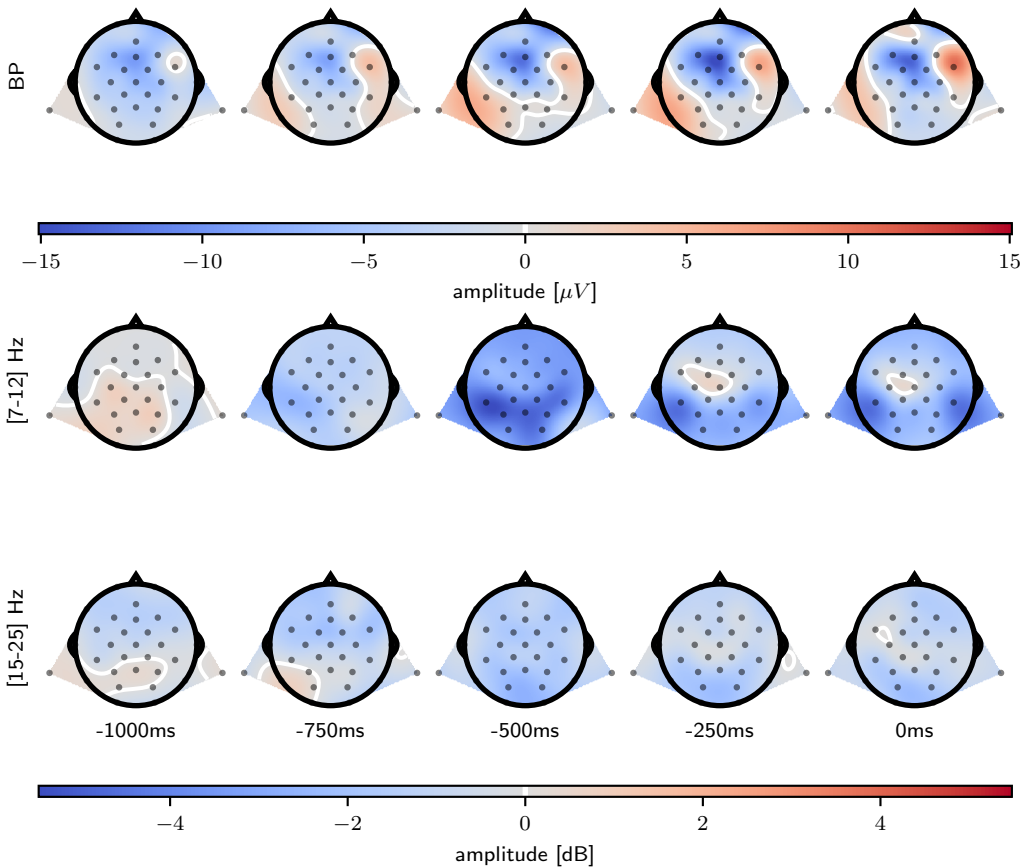 BP
−15 −10 −5 0 5 10 15
amplitude [μV]
[7-12] Hz
[15-25] Hz
-1000ms -750ms -500ms -250ms 0ms
−4 −2 0 2 4
amplitude [dB]